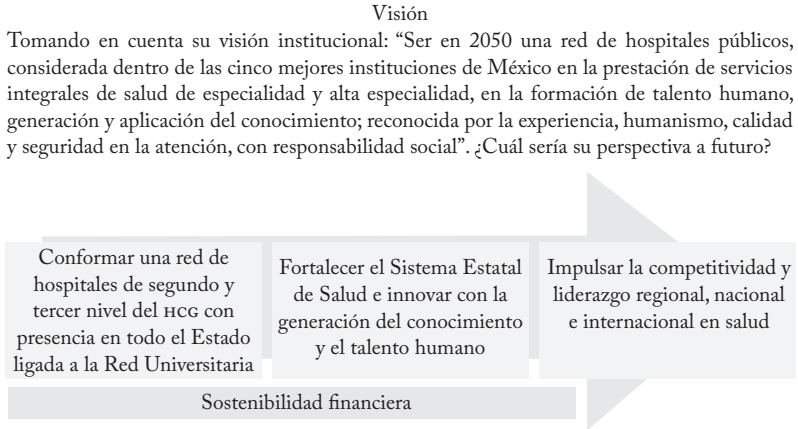 Visión
Tomando en cuenta su visión institucional: “Ser en 2050 una red de hospitales públicos,
considerada dentro de las cinco mejores instituciones de México en la prestación de servicios
integrales de salud de especialidad y alta especialidad, en la formación de talento humano,
generación y aplicación del conocimiento; reconocida por la experiencia, humanismo, calidad
y seguridad en la atención, con responsabilidad social”. ¿Cuál sería su perspectiva a futuro?
Conformar una red de
hospitales de segundo y
tercer nivel del HCG con
presencia en todo el Estado
ligada a la Red Universitaria
Fortalecer el Sistema Estatal
de Salud e innovar con la
generación del conocimiento
y el talento humano
Impulsar la competitividad y
liderazgo regional, nacional
e internacional en salud
Sostenibilidad financiera